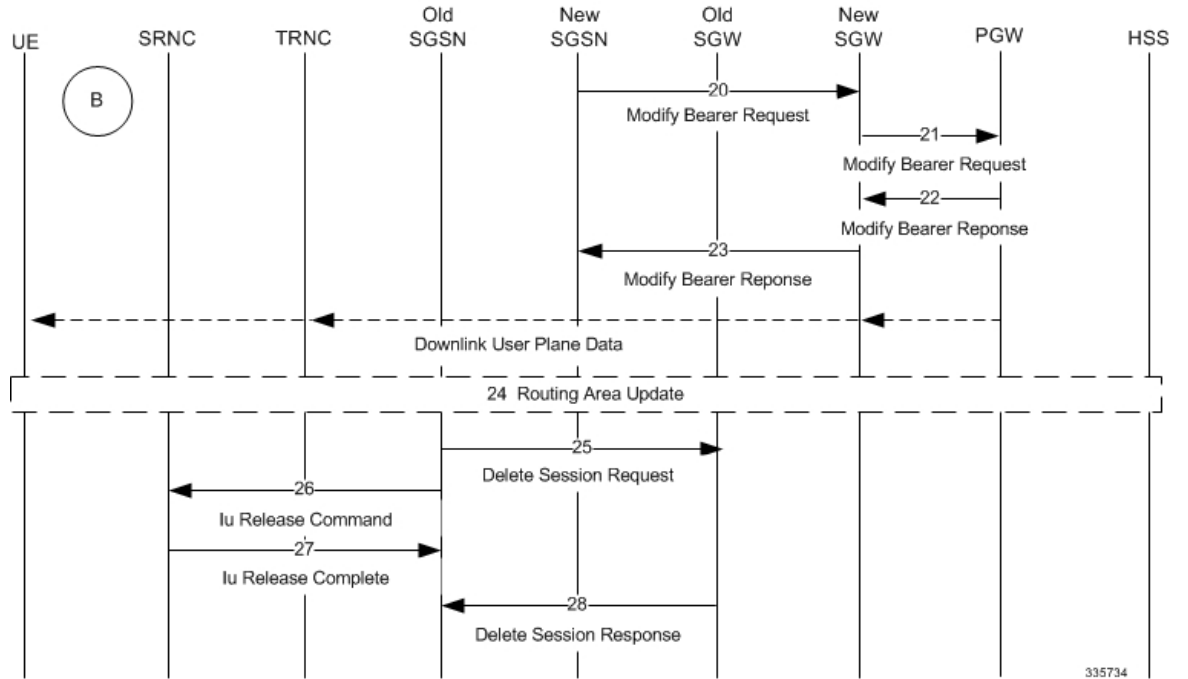 Old New Old New
UE SRNC TRNC SGSN SGSN SGW SGW PGW HSS
B
20
Modify Bearer Request
21
Modify Bearer Request
22
Modify Bearer Reponse
23
Modify Bearer Reponse
Downlink User Plane Data
24 Routing Area Update
25
Delete Session Request
26
Iu Release Command
27
Iu Release Complete
28
Delete Session Response
335734